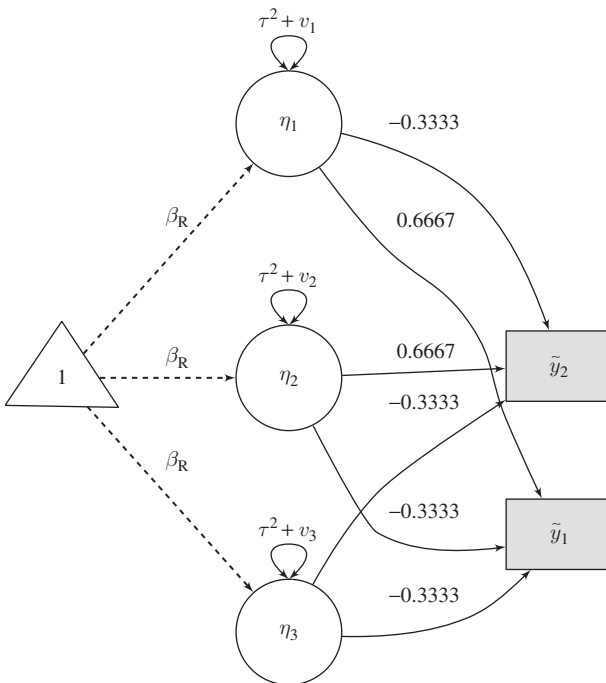 τ² + v₁
η₁
–0.3333
β_R
0.6667
τ² + v₂
1
β_R
η₂
0.6667
ỹ₂
–0.3333
β_R
τ² + v₃
–0.3333
ỹ₁
η₃
–0.3333